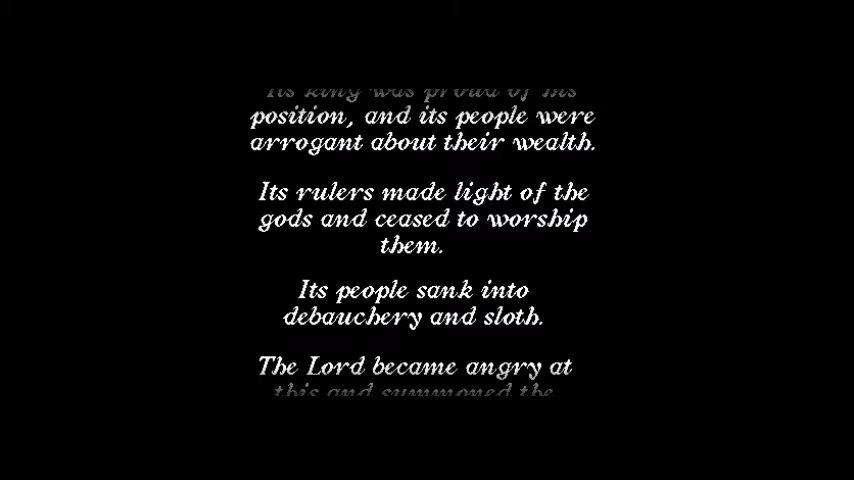 Its king was proud of his
position, and its people were
arrogant about their wealth.
Its rulers made light of the
gods and ceased to worship
them.
Its people sank into
debauchery and sloth.
The Lord became angry at
this and summoned the